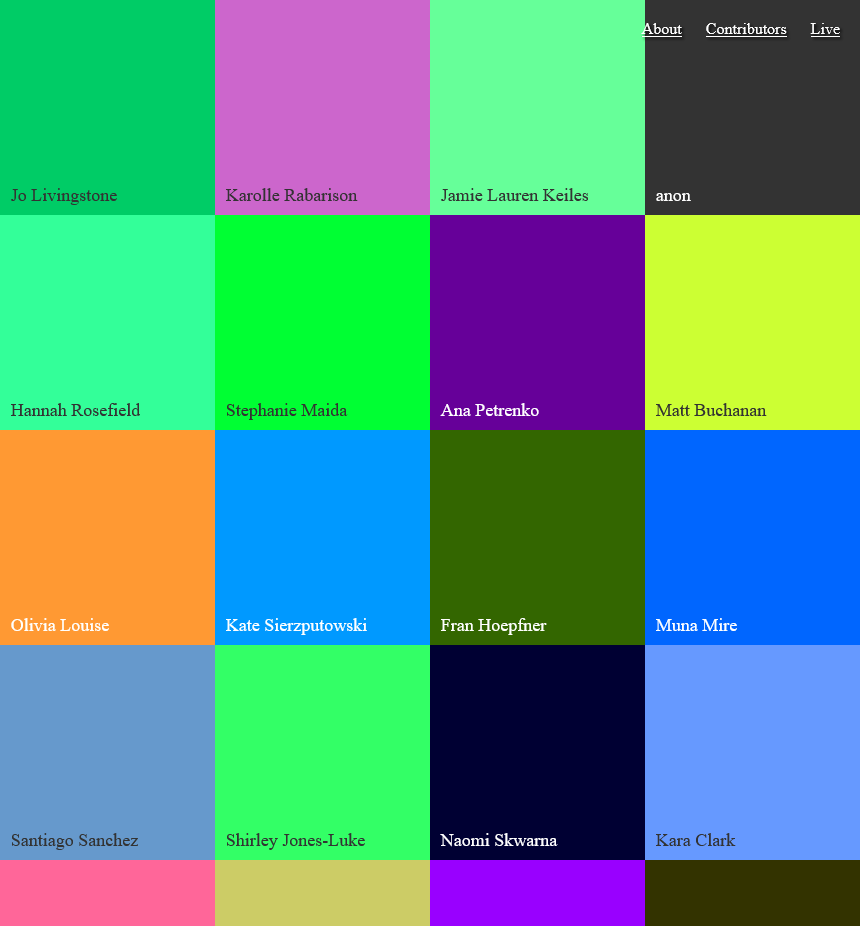 About Contributors Live
Jo Livingstone
Karolle Rabarison
Jamie Lauren Keiles
anon
Hannah Rosefield
Stephanie Maida
Ana Petrenko
Matt Buchanan
Olivia Louise
Kate Sierzputowski
Fran Hoepfner
Muna Mire
Santiago Sanchez
Shirley Jones-Luke
Naomi Skwarna
Kara Clark